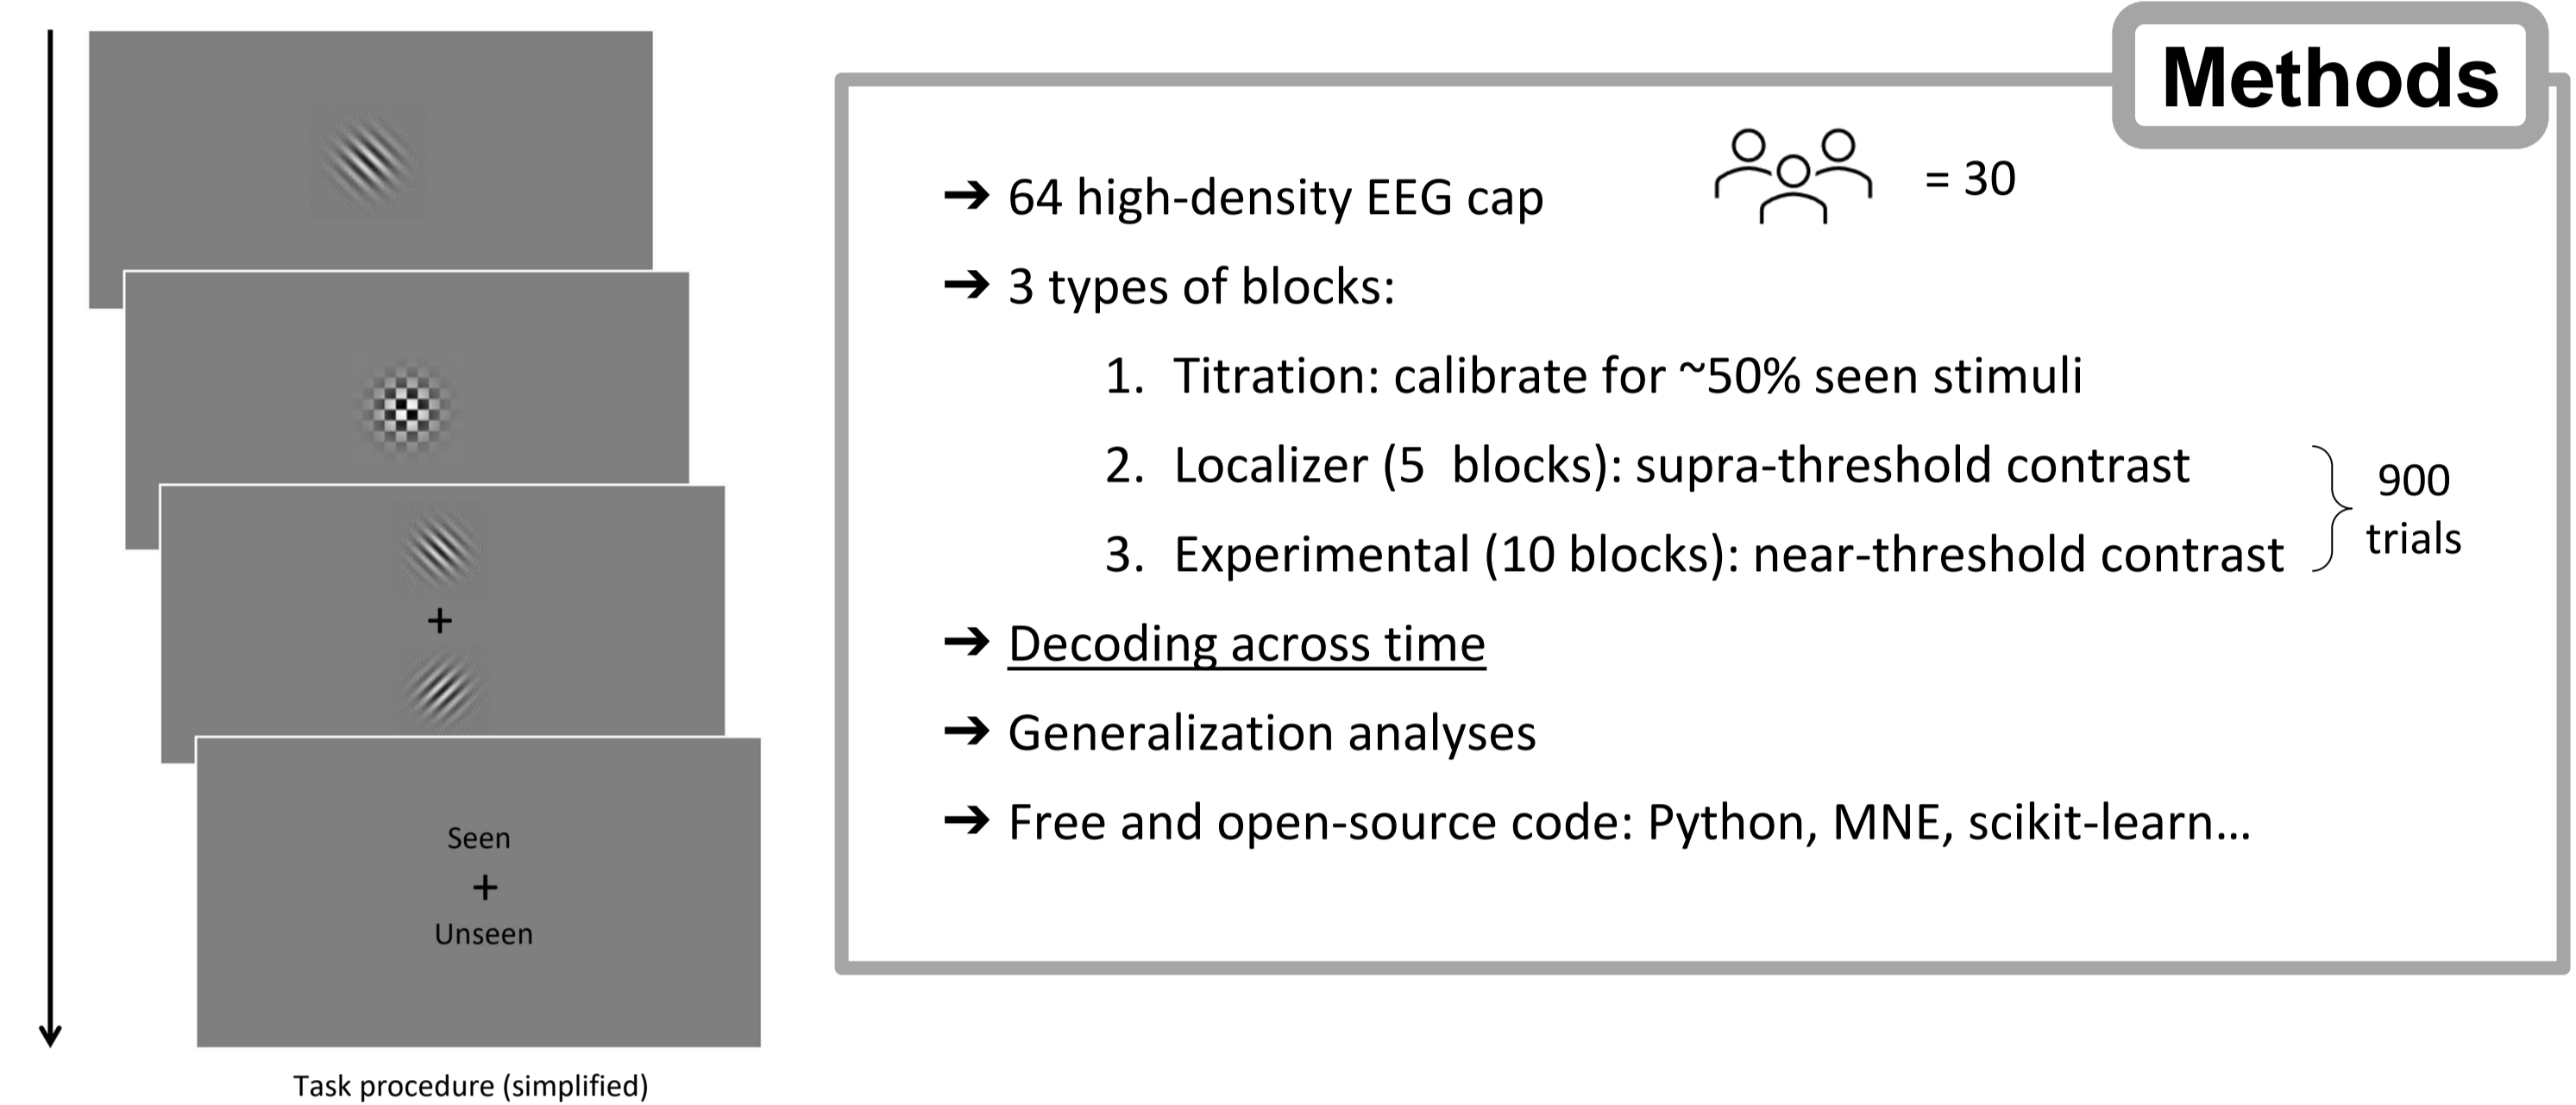 Methods
➔ 64 high-density EEG cap
= 30
➔ 3 types of blocks:
1. Titration: calibrate for ~50% seen stimuli
2. Localizer (5 blocks): supra-threshold contrast
3. Experimental (10 blocks): near-threshold contrast
900
trials
➔ Decoding across time
➔ Generalization analyses
➔ Free and open-source code: Python, MNE, scikit-learn...
+
Seen
+
Unseen
Task procedure (simplified)